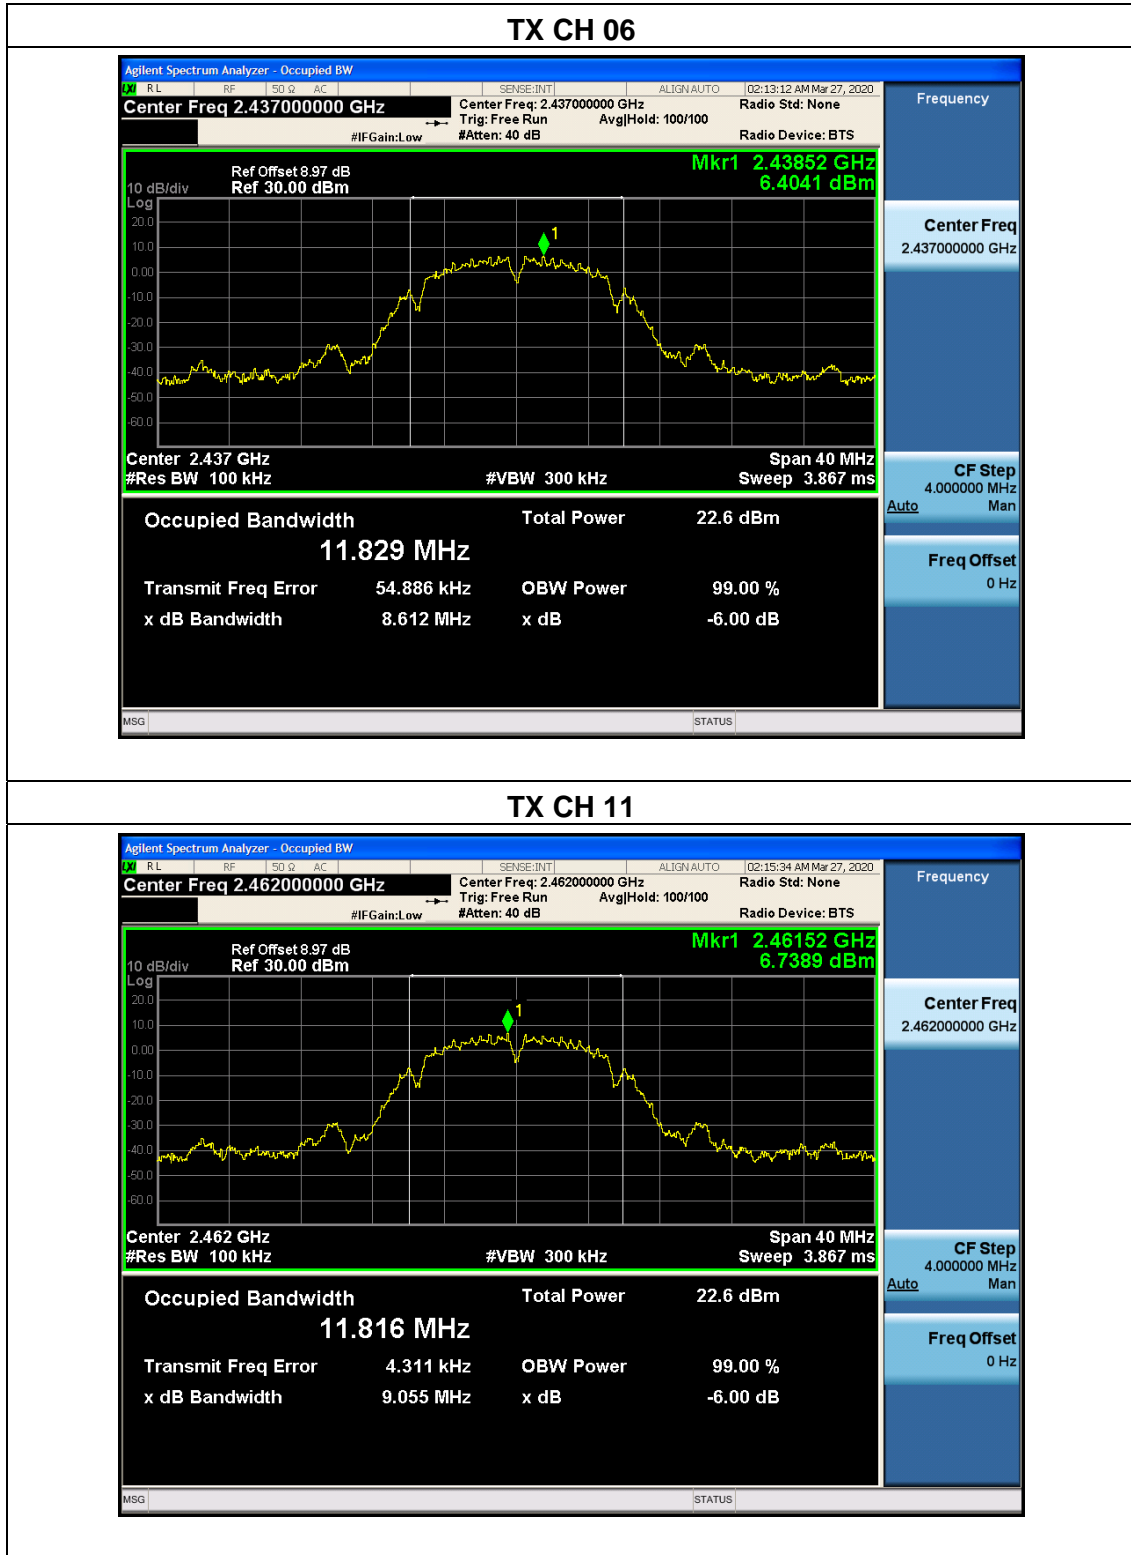 TX CH 06
Agilent Spectrum Analyzer - Occupied BW
LXI RL RF 50 Ω AC SENSE:INT ALIGN AUTO 02:13:12 AM Mar 27, 2020
Center Freq 2.437000000 GHz Center Freq: 2.437000000 GHz Radio Std: None Frequency
Trig: Free Run Avg|Hold: 100/100
#IFGain:Low #Atten: 40 dB Radio Device: BTS
Mkr1 2.43852 GHz
6.4041 dBm
Ref Offset 8.97 dB
10 dB/div Ref 30.00 dBm
Log
20.0
10.0
0.00
-10.0
-20.0
-30.0
-40.0
-50.0
-60.0
1
Center Freq
2.437000000 GHz
Center 2.437 GHz Span 40 MHz
#Res BW 100 kHz #VBW 300 kHz Sweep 3.867 ms
CF Step
4.000000 MHz
Auto Man
Occupied Bandwidth Total Power 22.6 dBm
11.829 MHz
Freq Offset
0 Hz
Transmit Freq Error 54.886 kHz OBW Power 99.00 %
x dB Bandwidth 8.612 MHz x dB -6.00 dB
MSG STATUS
TX CH 11
Agilent Spectrum Analyzer - Occupied BW
LXI RL RF 50 Ω AC SENSE:INT ALIGN AUTO 02:15:34 AM Mar 27, 2020
Center Freq 2.462000000 GHz Center Freq: 2.462000000 GHz Radio Std: None Frequency
Trig: Free Run Avg|Hold: 100/100
#IFGain:Low #Atten: 40 dB Radio Device: BTS
Mkr1 2.46152 GHz
6.7389 dBm
Ref Offset 8.97 dB
10 dB/div Ref 30.00 dBm
Log
20.0
10.0
0.00
-10.0
-20.0
-30.0
-40.0
-50.0
-60.0
1
Center Freq
2.462000000 GHz
Center 2.462 GHz Span 40 MHz
#Res BW 100 kHz #VBW 300 kHz Sweep 3.867 ms
CF Step
4.000000 MHz
Auto Man
Occupied Bandwidth Total Power 22.6 dBm
11.816 MHz
Freq Offset
0 Hz
Transmit Freq Error 4.311 kHz OBW Power 99.00 %
x dB Bandwidth 9.055 MHz x dB -6.00 dB
MSG STATUS